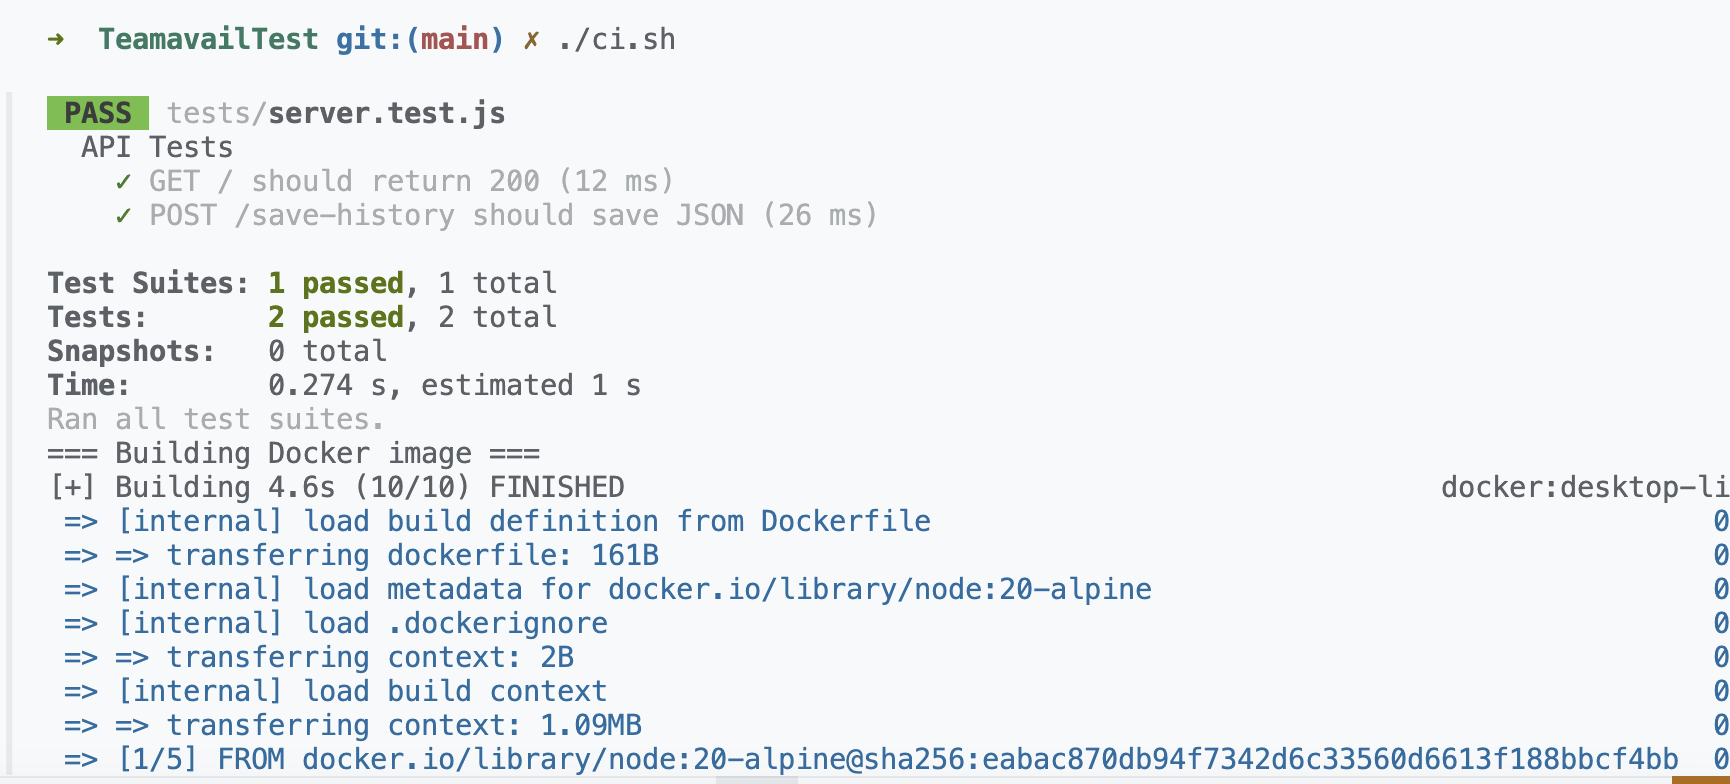 ➜  TeamavailTest git:(main) ✗ ./ci.sh
PASS  tests/server.test.js
API Tests
✓ GET / should return 200 (12 ms)
✓ POST /save-history should save JSON (26 ms)
Test Suites: 1 passed, 1 total
Tests:       2 passed, 2 total
Snapshots:   0 total
Time:        0.274 s, estimated 1 s
Ran all test suites.
=== Building Docker image ===
[+] Building 4.6s (10/10) FINISHED docker:desktop-li
=> [internal] load build definition from Dockerfile 0
=> => transferring dockerfile: 161B 0
=> [internal] load metadata for docker.io/library/node:20-alpine 0
=> [internal] load .dockerignore 0
=> => transferring context: 2B 0
=> [internal] load build context 0
=> => transferring context: 1.09MB 0
=> [1/5] FROM docker.io/library/node:20-alpine@sha256:eabac870db94f7342d6c33560d6613f188bbcf4bb 0